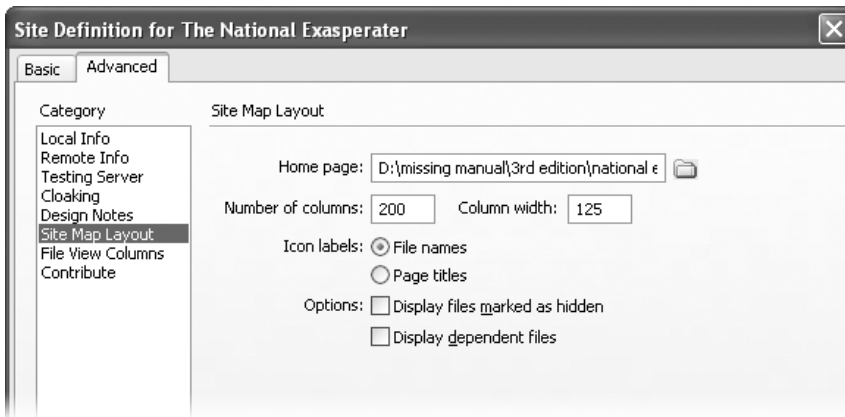 Site Definition for The National Exasperater
Basic
Advanced
Category
Local Info
Remote Info
Testing Server
Cloaking
Design Notes
Site Map Layout
File View Columns
Contribute
Site Map Layout
Home page: D:\missing manual\3rd edition\national e
Number of columns: 200 Column width: 125
Icon labels: File names
Page titles
Options: Display files marked as hidden
Display dependent files